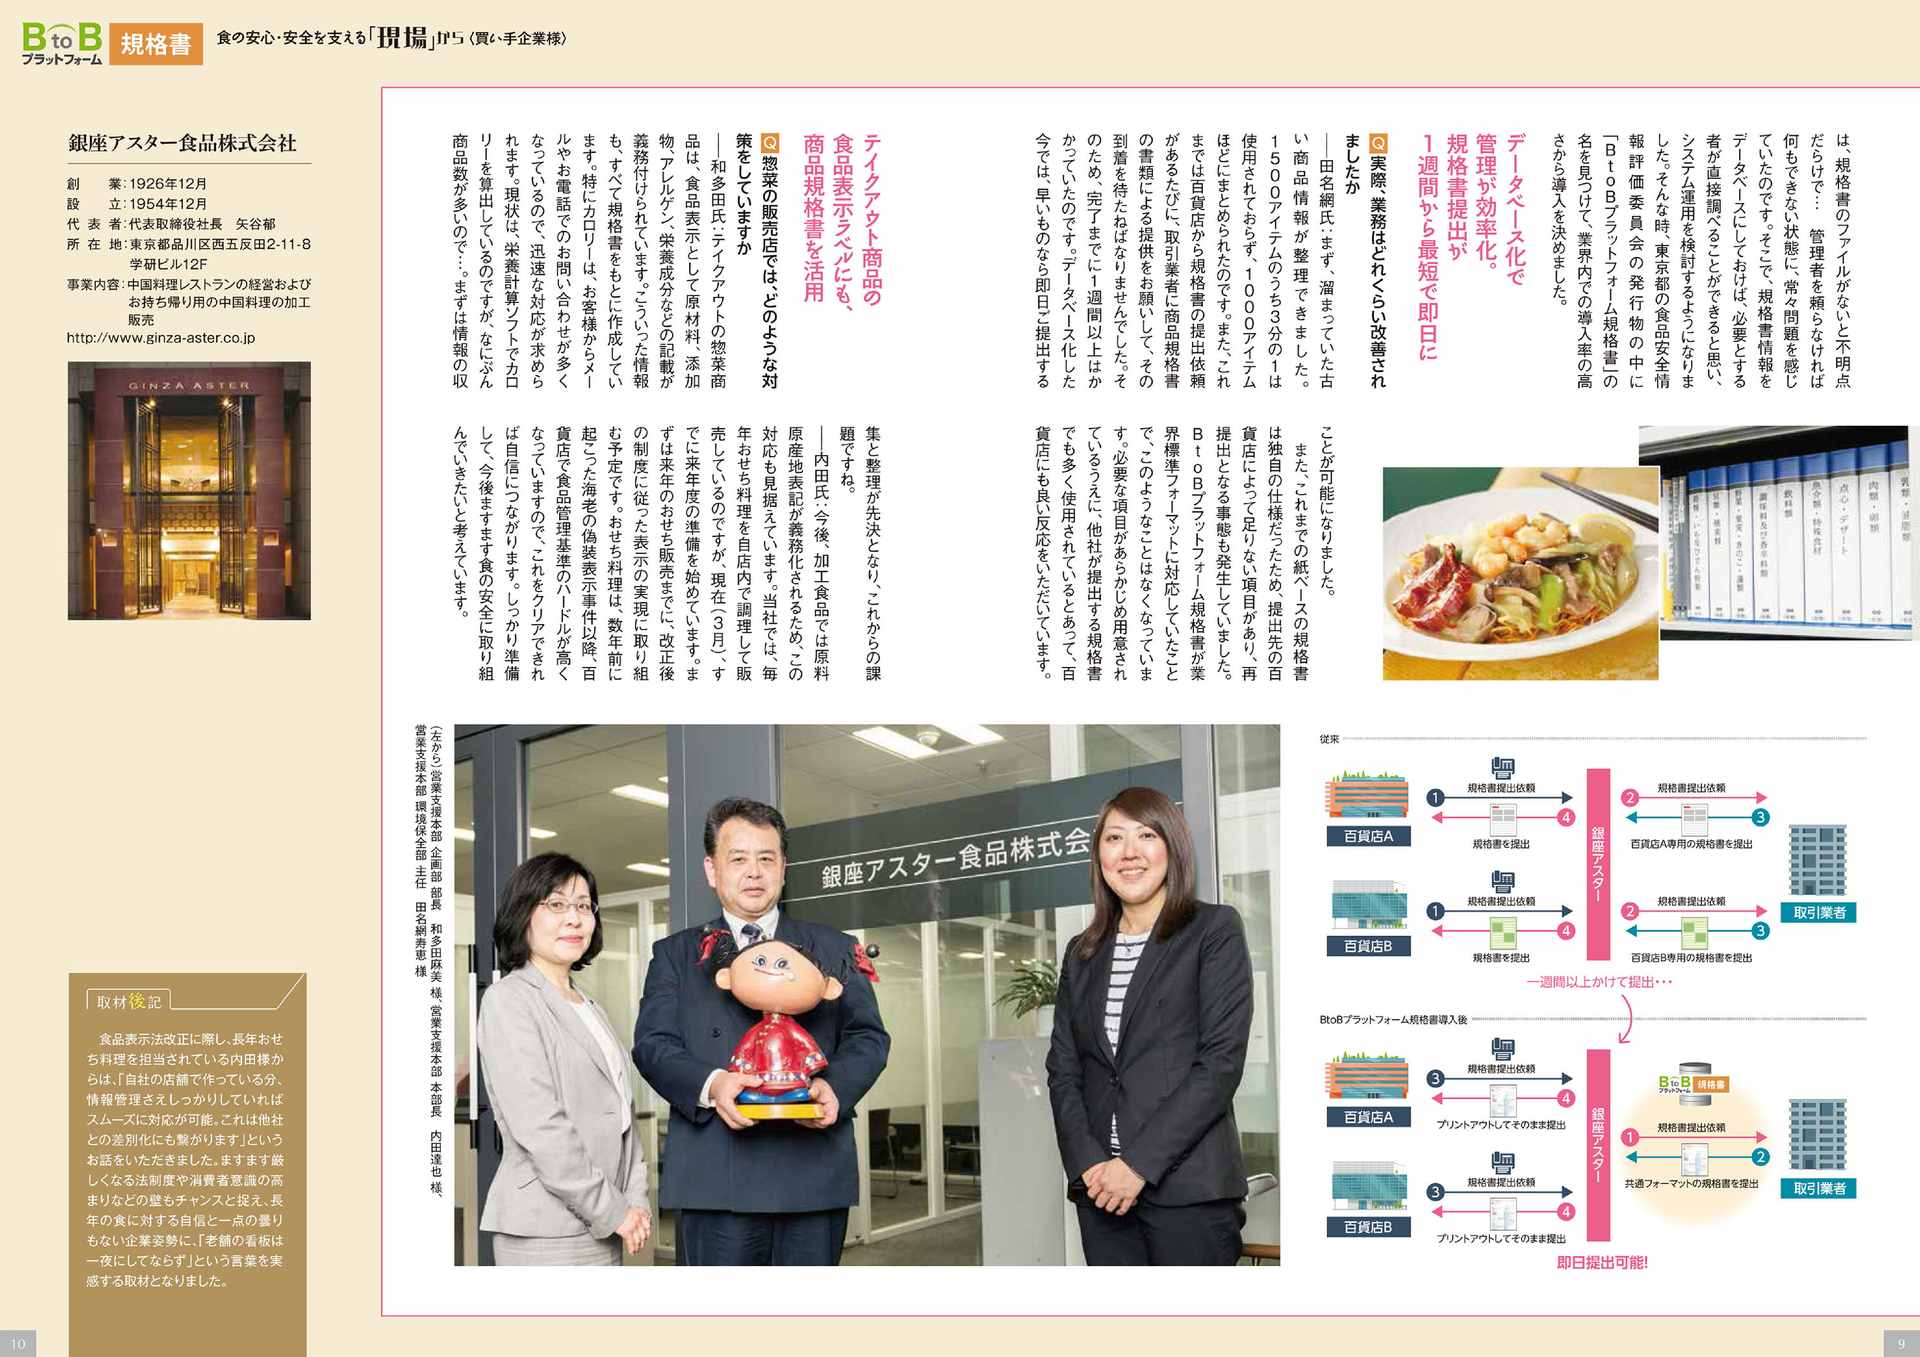 BtoB
プラットフォーム
規格書
食の安心・安全を支える「現場」から〈買い手企業様〉
は、規格書のファイルがないと不明点
だらけで… 管理者を頼らなければ
何もできない状態に、常々問題を感じ
ていたのです。そこで、規格書情報を
データベースにしておけば、必要とする
者が直接調べることができると思い、
システム運用を検討するようになりま
した。そんな時、東京都の食品安全情
報評価委員会の発行物の中に
「BtoBプラットフォーム規格書」の
名を見つけて、業界内での導入率の高
さから導入を決めました。
データベース化で
管理が効率化。
規格書提出が
1週間から最短で即日に
Q 実際、業務はどれくらい改善され
ましたか
――田名網氏：まず、溜まっていた古
い商品情報が整理できました。
1500アイテムのうち3分の1は
使用されておらず、1000アイテム
ほどにまとめられたのです。また、これ
までは百貨店から規格書の提出依頼
があるたびに、取引業者に商品規格書
の書類による提供をお願いして、その
到着を待たねばなりませんでした。そ
のため、完了までに1週間以上はか
かっていたのです。データベース化した
今では、早いものなら即日ご提出する
ことが可能になりました。
また、これまでの紙ベースの規格書
は独自の仕様だったため、提出先の百
貨店によって足りない項目があり、再
提出となる事態も発生していました。
BtoBプラットフォーム規格書が業
界標準フォーマットに対応していたこと
で、このようなことはなくなっていま
す。必要な項目があらかじめ用意され
ているうえに、他社が提出する規格書
でも多く使用されているとあって、百
貨店にも良い反応をいただいています。
テイクアウト商品の
食品表示ラベルにも、
商品規格書を活用
Q 惣菜の販売店では、どのような対
策をしていますか
――和多田氏：テイクアウトの惣菜商
品は、食品表示として原材料、添加
物、アレルゲン、栄養成分などの記載が
義務付けられています。こういった情報
も、すべて規格書をもとに作成してい
ます。特にカロリーは、お客様からメー
ルやお電話でのお問い合わせが多く
なっているので、迅速な対応が求めら
れます。現状は、栄養計算ソフトでカロ
リーを算出しているのですが、なにぶん
商品数が多いので…。まずは情報の収
集と整理が先決となり、これからの課
題ですね。
――内田氏：今後、加工食品では原料
原産地表記が義務化されるため、この
対応も見据えています。当社では、毎
年おせち料理を自店内で調理して販
売しているのですが、現在（3月）、す
でに来年度の準備を始めています。ま
ずは来年のおせち販売までに、改正後
の制度に従った表示の実現に取り組
む予定です。おせち料理は、数年前に
起こった海老の偽装表示事件以降、百
貨店で食品管理基準のハードルが高く
なっていますので、これをクリアできれ
ば自信につながります。しっかり準備
して、今後ますます食の安全に取り組
んでいきたいと考えています。
銀座アスター食品株式会社
創　　業：1926年12月
設　　立：1954年12月
代 表 者：代表取締役社長　矢谷郁
所 在 地：東京都品川区西五反田2-11-8
学研ビル12F
事業内容：中国料理レストランの経営および
お持ち帰り用の中国料理の加工
販売
http://www.ginza-aster.co.jp
GINZA ASTER
取材後記
食品表示法改正に際し、長年おせ
ち料理を担当されている内田様か
らは、「自社の店舗で作っている分、
情報管理さえしっかりしていれば
スムーズに対応が可能。これは他社
との差別化にも繋がります」という
お話をいただきました。ますます厳
しくなる法制度や消費者意識の高
まりなどの壁もチャンスと捉え、長
年の食に対する自信と一点の曇り
もない企業姿勢に、「老舗の看板は
一夜にしてならず」という言葉を実
感する取材となりました。
（左から）営業支援本部 企画部 部長　和多田麻美 様、営業支援本部 本部長　内田達也 様、
営業支援本部 環境保全部 主任　田名網寿恵 様
銀座アスター食品株式会
肉類・卵類
点心・デザート
魚介類・特殊食材
飲料類
調味料及び香辛料類
従来
百貨店A
1
規格書提出依頼
4
規格書を提出
銀座アスター
2
規格書提出依頼
3
百貨店A専用の規格書を提出
百貨店B
1
規格書提出依頼
4
規格書を提出
2
規格書提出依頼
3
百貨店B専用の規格書を提出
取引業者
一週間以上かけて提出・・・
BtoBプラットフォーム規格書導入後
百貨店A
3
規格書提出依頼
4
プリントアウトしてそのまま提出
百貨店B
3
規格書提出依頼
4
プリントアウトしてそのまま提出
銀座アスター
BtoB
プラットフォーム
規格書
1
規格書提出依頼
2
共通フォーマットの規格書を提出
取引業者
即日提出可能!
10
9